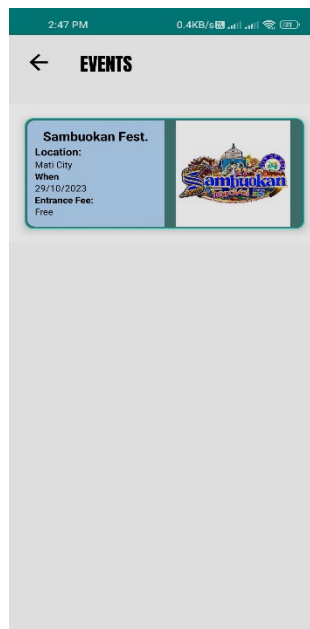 2:47 PM
0.4KB/s
EVENTS
Sambuokan Fest.
Location:
Mati City
When
29/10/2023
Entrance Fee:
Free
Sambuokan